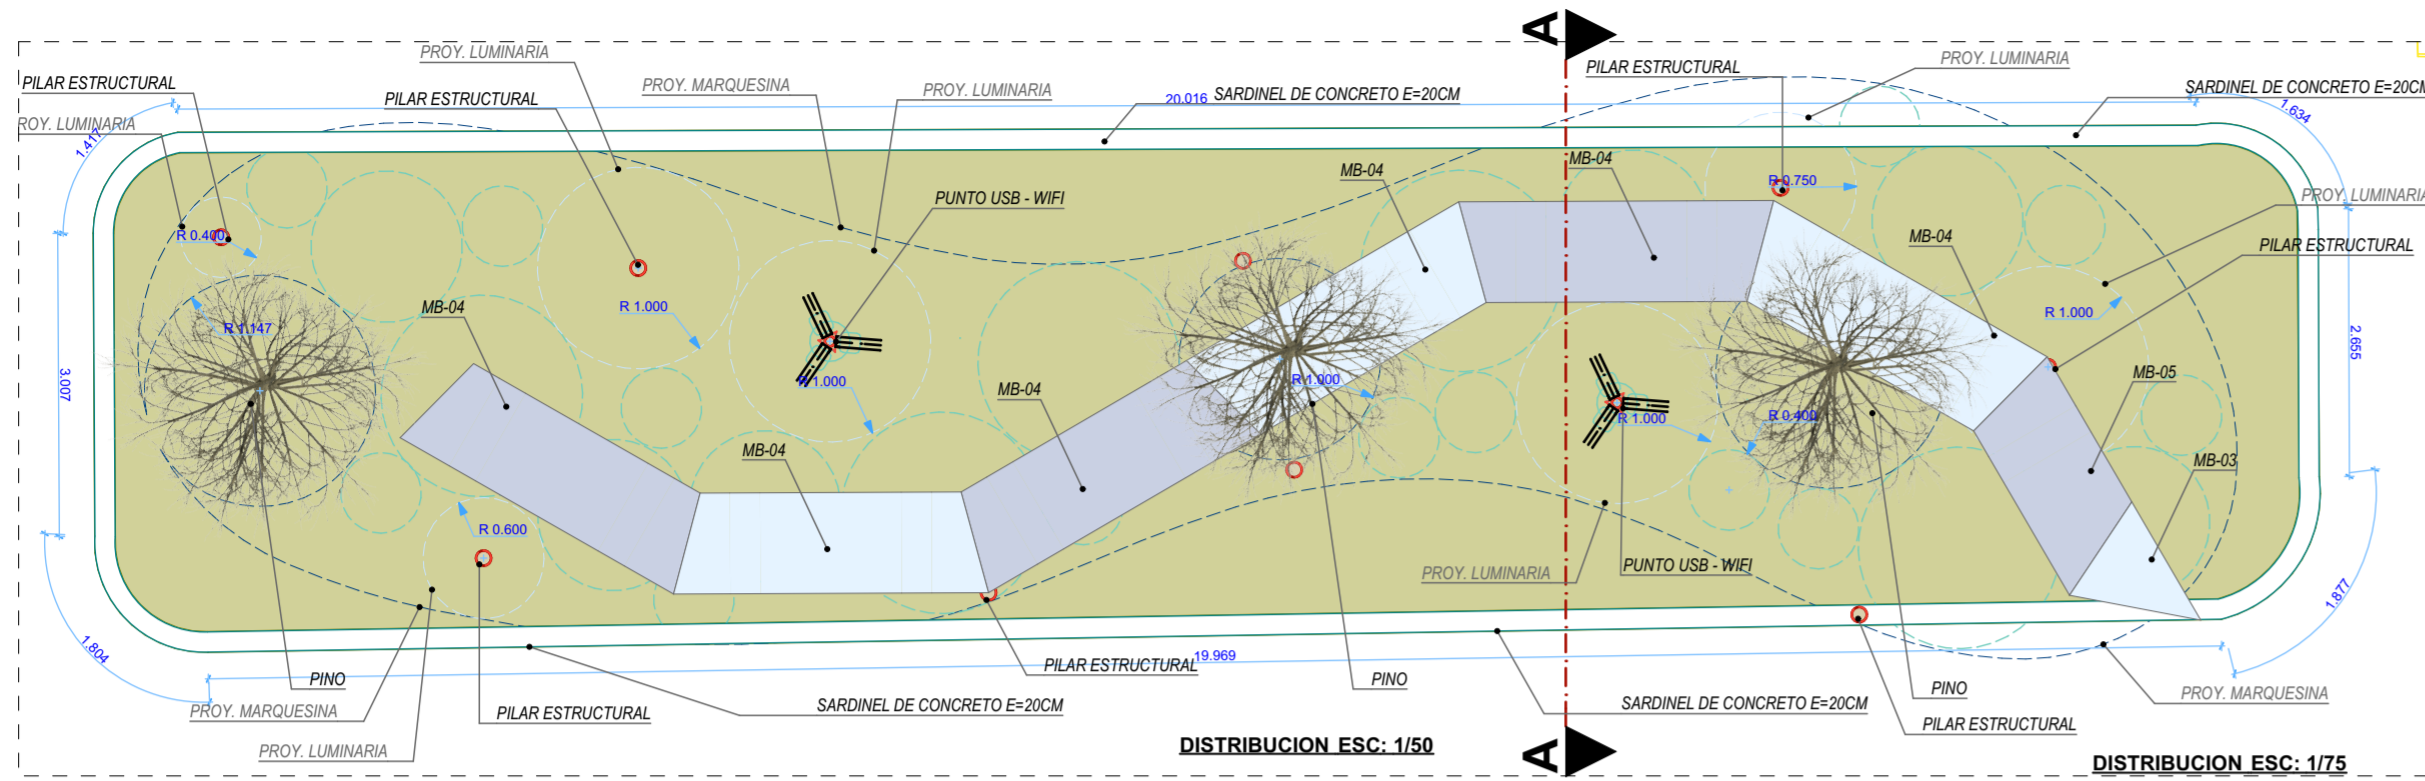 A
PROY. LUMINARIA
PROY. LUMINARIA
PILAR ESTRUCTURAL
PILAR ESTRUCTURAL
PROY. MARQUESINA
PROY. LUMINARIA
PILAR ESTRUCTURAL
20.016
SARDINEL DE CONCRETO E=20CM
SARDINEL DE CONCRETO E=20CM
1.634
ROY. LUMINARIA
1.417
MB-04
MB-04
R 0.750
PUNTO USB - WIFI
PROY. LUMINARIA
R 0.400
MB-04
PILAR ESTRUCTURAL
MB-04
R 1.000
R 1.000
R 1.147
2.655
3.007
R 1.000
R 1.000
MB-05
MB-04
R 1.000
R 0.400
MB-04
MB-03
R 0.600
PUNTO USB - WIFI
PROY. LUMINARIA
1.877
1.804
19.969
PILAR ESTRUCTURAL
PINO
PINO
PINO
PROY. MARQUESINA
PROY. MARQUESINA
PILAR ESTRUCTURAL
SARDINEL DE CONCRETO E=20CM
SARDINEL DE CONCRETO E=20CM
PILAR ESTRUCTURAL
PROY. LUMINARIA
DISTRIBUCION ESC: 1/50
A
DISTRIBUCION ESC: 1/75